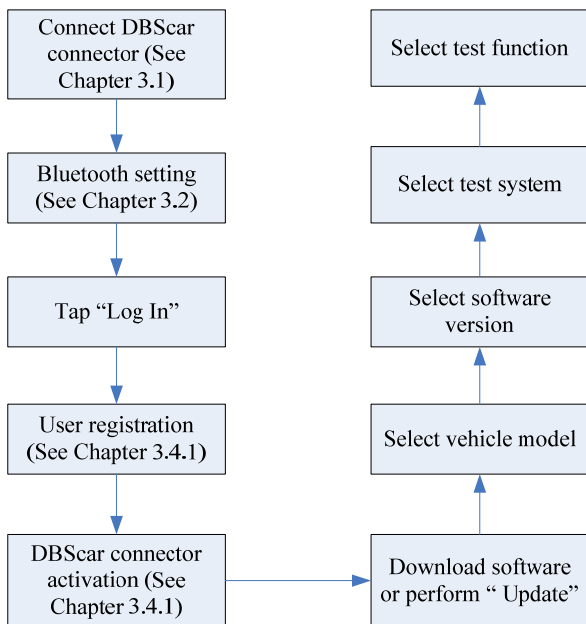 Connect DBScar
connector (See
Chapter 3.1)
Bluetooth setting
(See Chapter 3.2)
Tap “Log In”
User registration
(See Chapter 3.4.1)
DBScar connector
activation (See
Chapter 3.4.1)
Download software
or perform “ Update”
Select vehicle model
Select software
version
Select test system
Select test function